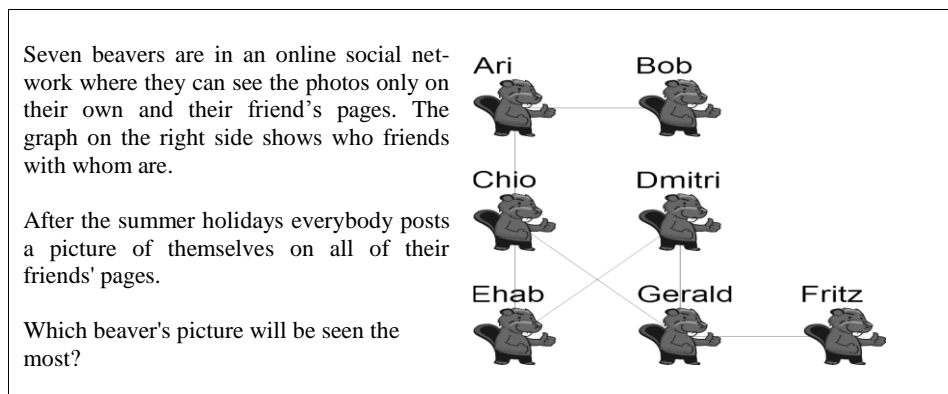 Seven beavers are in an online social net-
work where they can see the photos only on
their own and their friend's pages. The
graph on the right side shows who friends
with whom are.
After the summer holidays everybody posts
a picture of themselves on all of their
friends' pages.
Which beaver's picture will be seen the
most?
Ari
Bob
Chio
Dmitri
Ehab
Gerald
Fritz